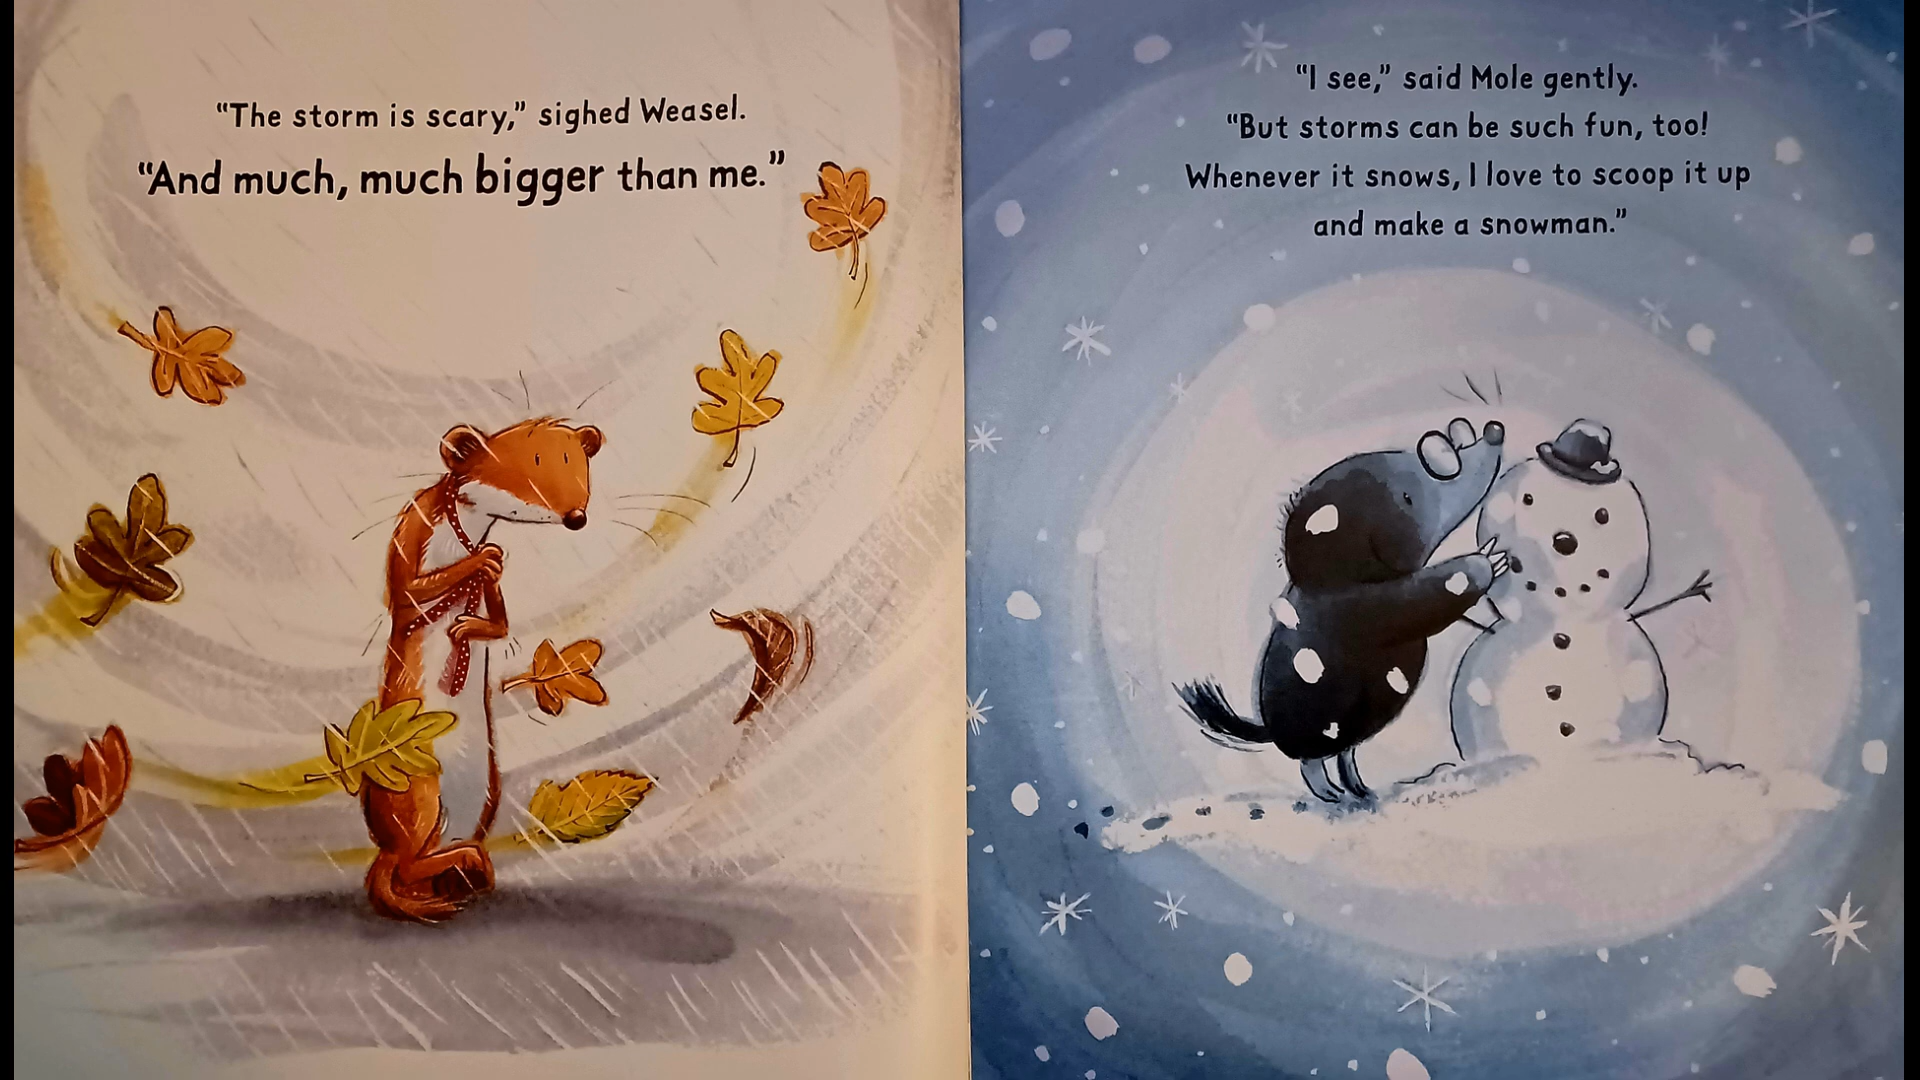 “The storm is scary,” sighed Weasel.
“And much, much bigger than me.”
“I see,” said Mole gently.
“But storms can be such fun, too!
Whenever it snows, I love to scoop it up
and make a snowman.”